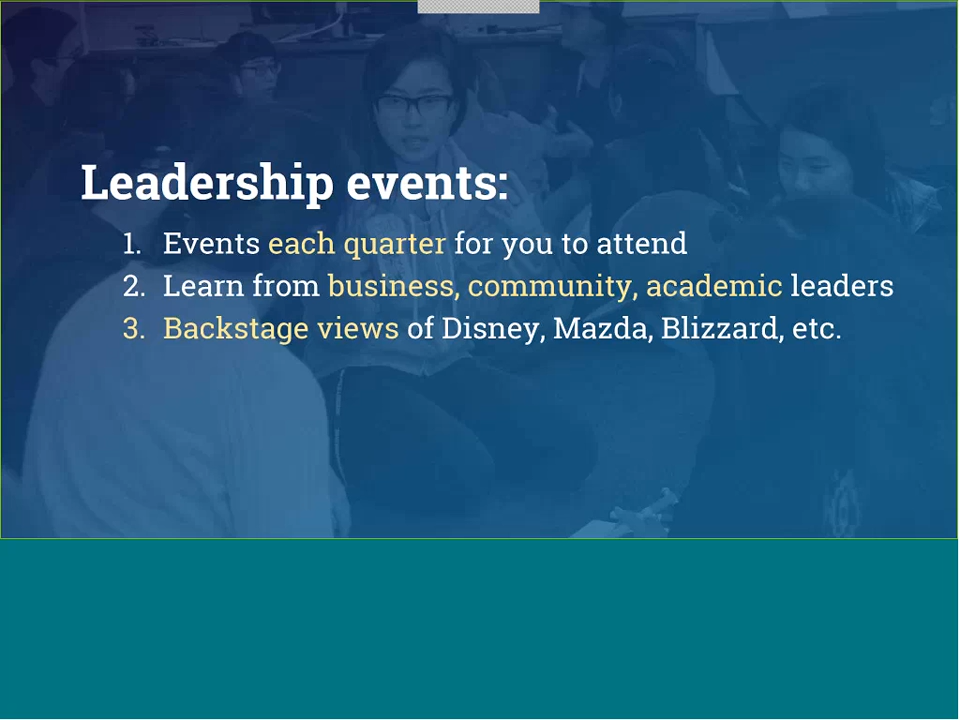 Leadership events:
1. Events each quarter for you to attend
2. Learn from business, community, academic leaders
3. Backstage views of Disney, Mazda, Blizzard, etc.